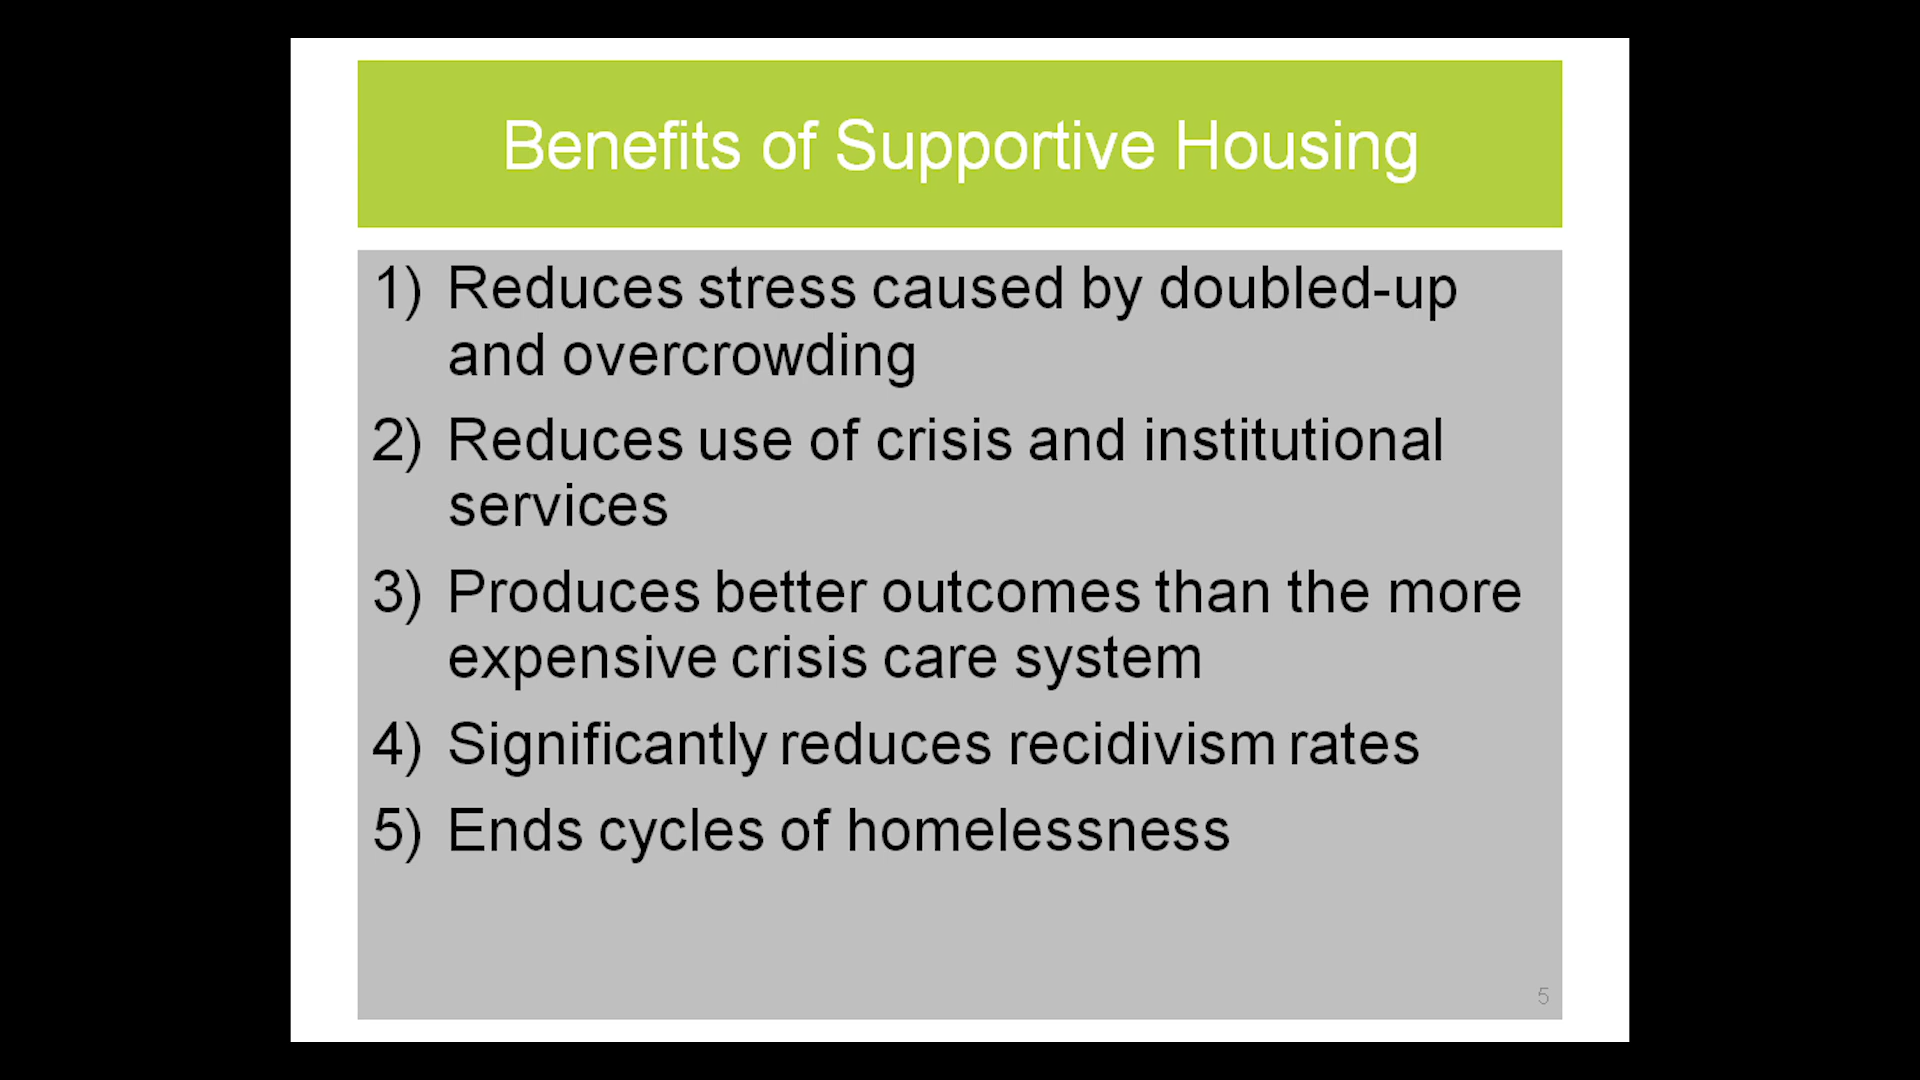 Benefits of Supportive Housing
1) Reduces stress caused by doubled-up
and overcrowding
2) Reduces use of crisis and institutional
services
3) Produces better outcomes than the more
expensive crisis care system
4) Significantly reduces recidivism rates
5) Ends cycles of homelessness
5